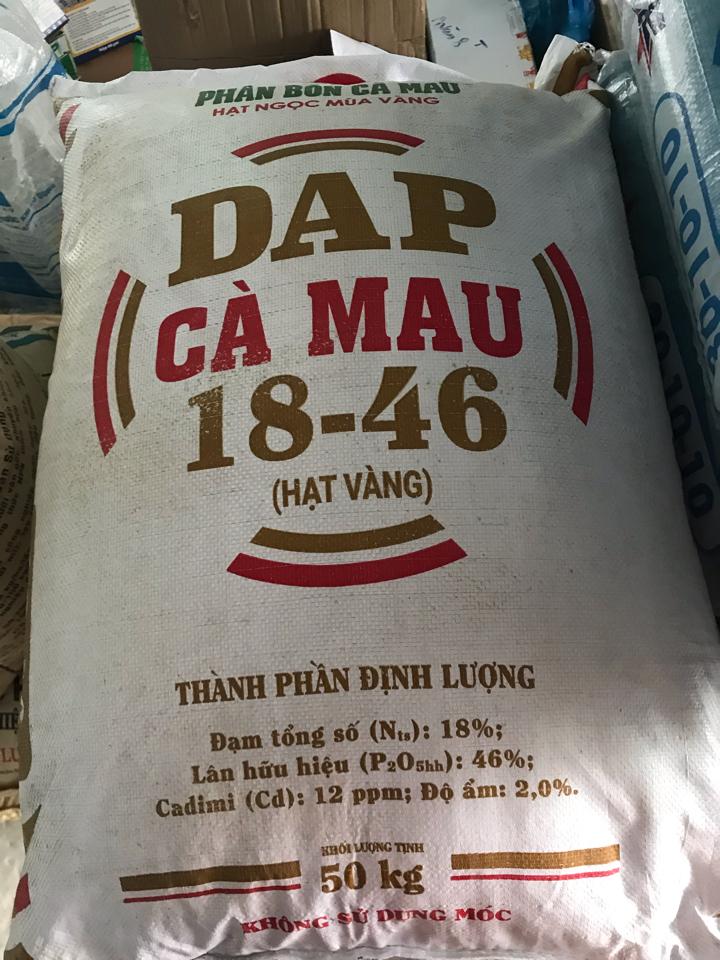 PHÂN BÓN CÀ MAU
HẠT NGỌC MÙA VÀNG
DAP
CÀ MAU
18-46
(HẠT VÀNG)
THÀNH PHẦN ĐỊNH LƯỢNG
Đạm tổng số (Nts): 18%;
Lân hữu hiệu (P₂O₅hh): 46%;
Cadimi (Cd): 12 ppm; Độ ẩm: 2,0%.
KHỐI LƯỢNG TỊNH
50 kg
KHÔNG SỬ DỤNG MÓC